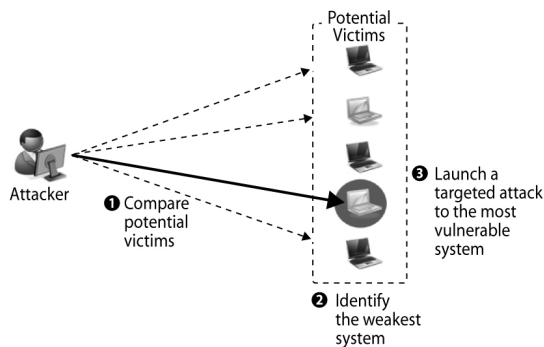 Potential
Victims
Attacker
❶ Compare
potential
victims
❸ Launch a
targeted attack
to the most
vulnerable
system
❷ Identify
the weakest
system